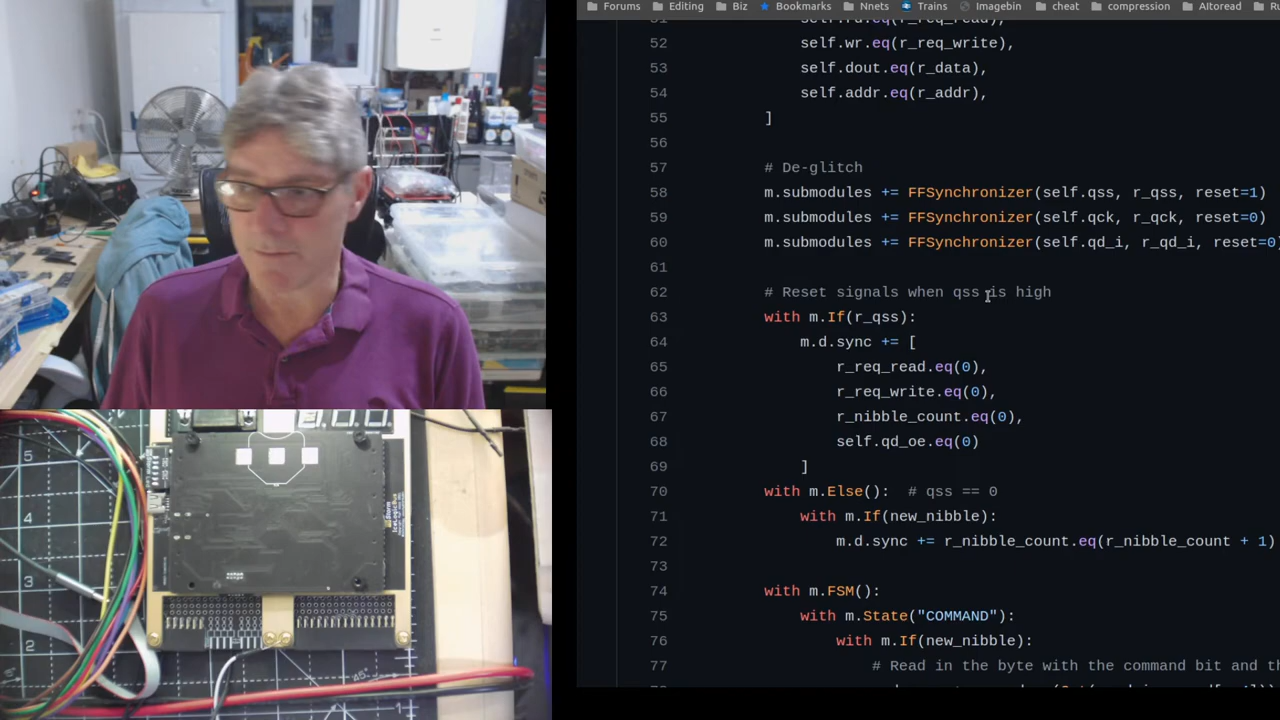 Forums Editing Biz Bookmarks Nnets Trains Imagebin cheat compression AItoread
52 self.wr.eq(r_req_write),
53 self.dout.eq(r_data),
54 self.addr.eq(r_addr),
55 ]
56
57 # De-glitch
58 m.submodules += FFSynchronizer(self.qss, r_qss, reset=1)
59 m.submodules += FFSynchronizer(self.qck, r_qck, reset=0)
60 m.submodules += FFSynchronizer(self.qd_i, r_qd_i, reset=0)
61
62 # Reset signals when qss is high
63 with m.If(r_qss):
64 m.d.sync += [
65 r_req_read.eq(0),
66 r_req_write.eq(0),
67 r_nibble_count.eq(0),
68 self.qd_oe.eq(0)
69 ]
70 with m.Else(): # qss == 0
71 with m.If(new_nibble):
72 m.d.sync += r_nibble_count.eq(r_nibble_count + 1)
73
74 with m.FSM():
75 with m.State("COMMAND"):
76 with m.If(new_nibble):
77 # Read in the byte with the command bit and th
5
4
3
2
1